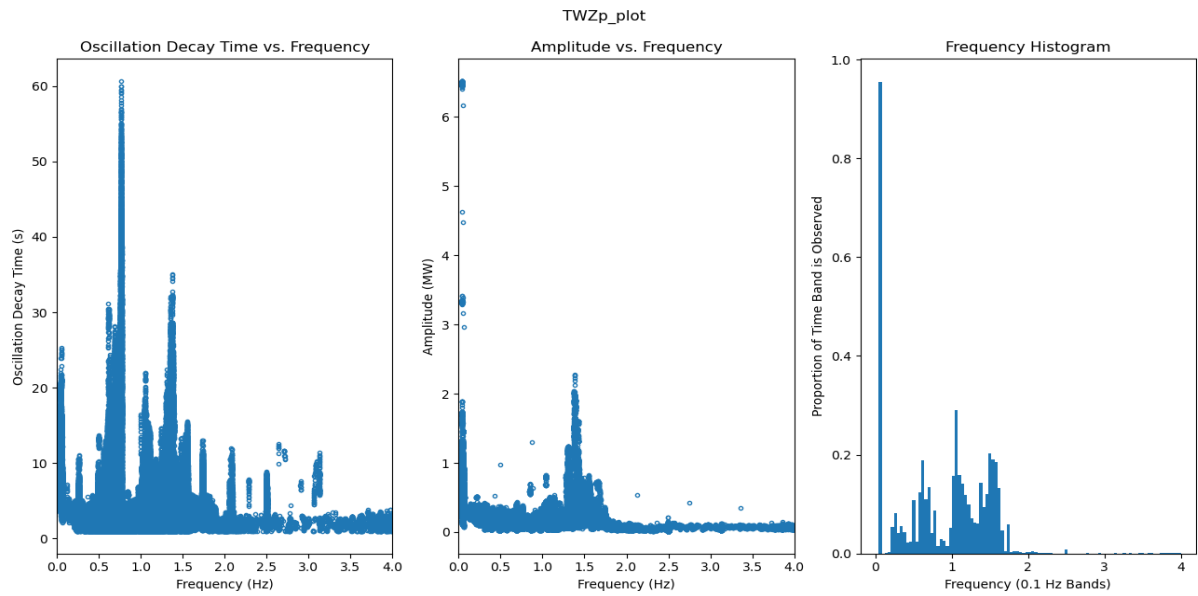 TWZp_plot
Oscillation Decay Time vs. Frequency
Oscillation Decay Time (s)
60
50
40
30
20
10
0
0.0 0.5 1.0 1.5 2.0 2.5 3.0 3.5 4.0
Frequency (Hz)
Amplitude vs. Frequency
Amplitude (MW)
6
5
4
3
2
1
0
0.0 0.5 1.0 1.5 2.0 2.5 3.0 3.5 4.0
Frequency (Hz)
Frequency Histogram
Proportion of Time Band is Observed
1.0
0.8
0.6
0.4
0.2
0.0
0 1 2 3 4
Frequency (0.1 Hz Bands)